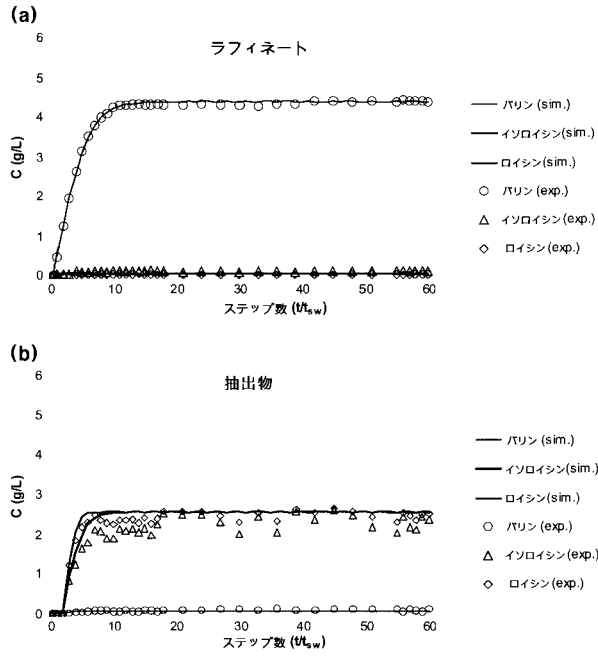 (a)
ラフィネート
6
5
4
3
2
1
0
C (g/L)
0 10 20 30 40 50 60
ステップ数 (t/tsw)
バリン (sim.)
イソロイシン (sim.)
ロイシン(sim.)
バリン (exp.)
イソロイシン(exp.)
ロイシン(exp.)
(b)
抽出物
6
5
4
3
2
1
0
C (g/L)
0 10 20 30 40 50 60
ステップ数 (t/tsw)
バリン (sim.)
イソロイシン(sim.)
ロイシン (sim.)
バリン (exp.)
イソロイシン(exp.)
ロイシン(exp.)